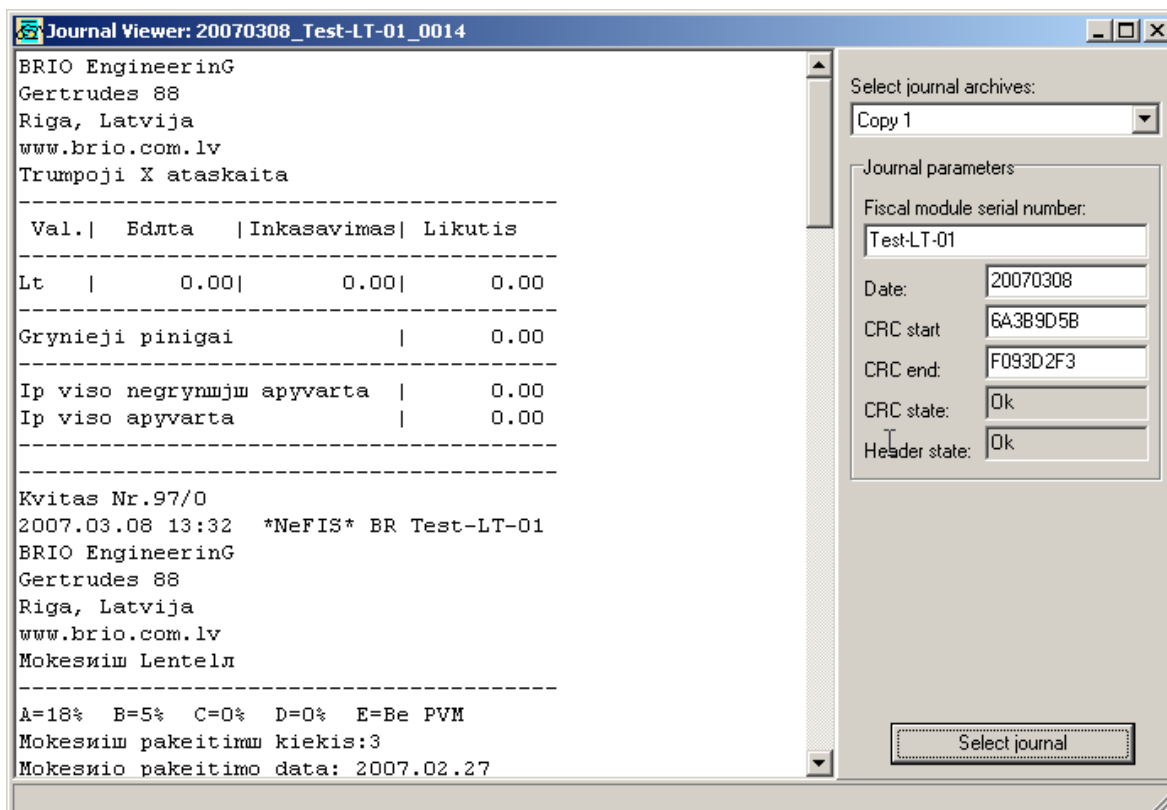 Journal Viewer: 20070308_Test-LT-01_0014
BRIO EngineerinG
Gertrudes 88
Riga, Latvija
www.brio.com.lv
Trumpoji X ataskaita
----------------------------------------
Val.| Bdлta |Inkasavimas| Likutis
----------------------------------------
Lt | 0.00| 0.00| 0.00
----------------------------------------
Grynieji pinigai | 0.00
----------------------------------------
Ip viso negrynшjш apyvarta | 0.00
Ip viso apyvarta | 0.00
----------------------------------------
----------------------------------------
Kvitas Nr.97/0
2007.03.08 13:32 *NeFIS* BR Test-LT-01
BRIO EngineerinG
Gertrudes 88
Riga, Latvija
www.brio.com.lv
Mokesиiш Lentelл
----------------------------------------
A=18% B=5% C=0% D=0% E=Be PVM
Mokesиiш pakeitimш kiekis:3
Mokesиio pakeitimo data: 2007.02.27
Select journal archives:
Copy 1
Journal parameters
Fiscal module serial number:
Test-LT-01
Date: 20070308
CRC start 6A3B9D5B
CRC end: F093D2F3
CRC state: Ok
Header state: Ok
Select journal